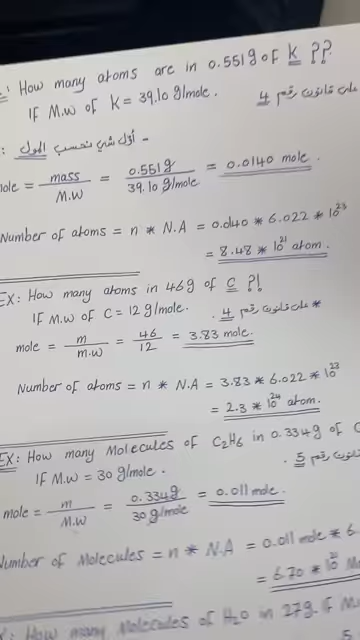 How many atoms are in 0.551g of K ??
IF M.W of K = 39.10 g/mole. على قانون رقم 4
أول شي نحسب المول -
mole = mass / M.W = 0.551g / 39.10 g/mole = 0.0140 mole.
Number of atoms = n * N.A = 0.0140 * 6.022 * 10^23
= 8.48 * 10^21 atom.
EX: How many atoms in 46g of C ?!
IF M.W of C = 12 g/mole. على قانون رقم 4 *
mole = m / M.W = 46 / 12 = 3.83 mole.
Number of atoms = n * N.A = 3.83 * 6.022 * 10^23
= 2.3 * 10^24 atom.
EX: How many Molecules of C2H6 in 0.334g of
IF M.W = 30 g/mole. قانون رقم 5
mole = m / M.W = 0.334g / 30 g/mole = 0.011 mole.
Number of Molecules = n * N.A = 0.011 mole * 6.
= 6.70 * 10^21
How many Molecules of H2O in 27g. if